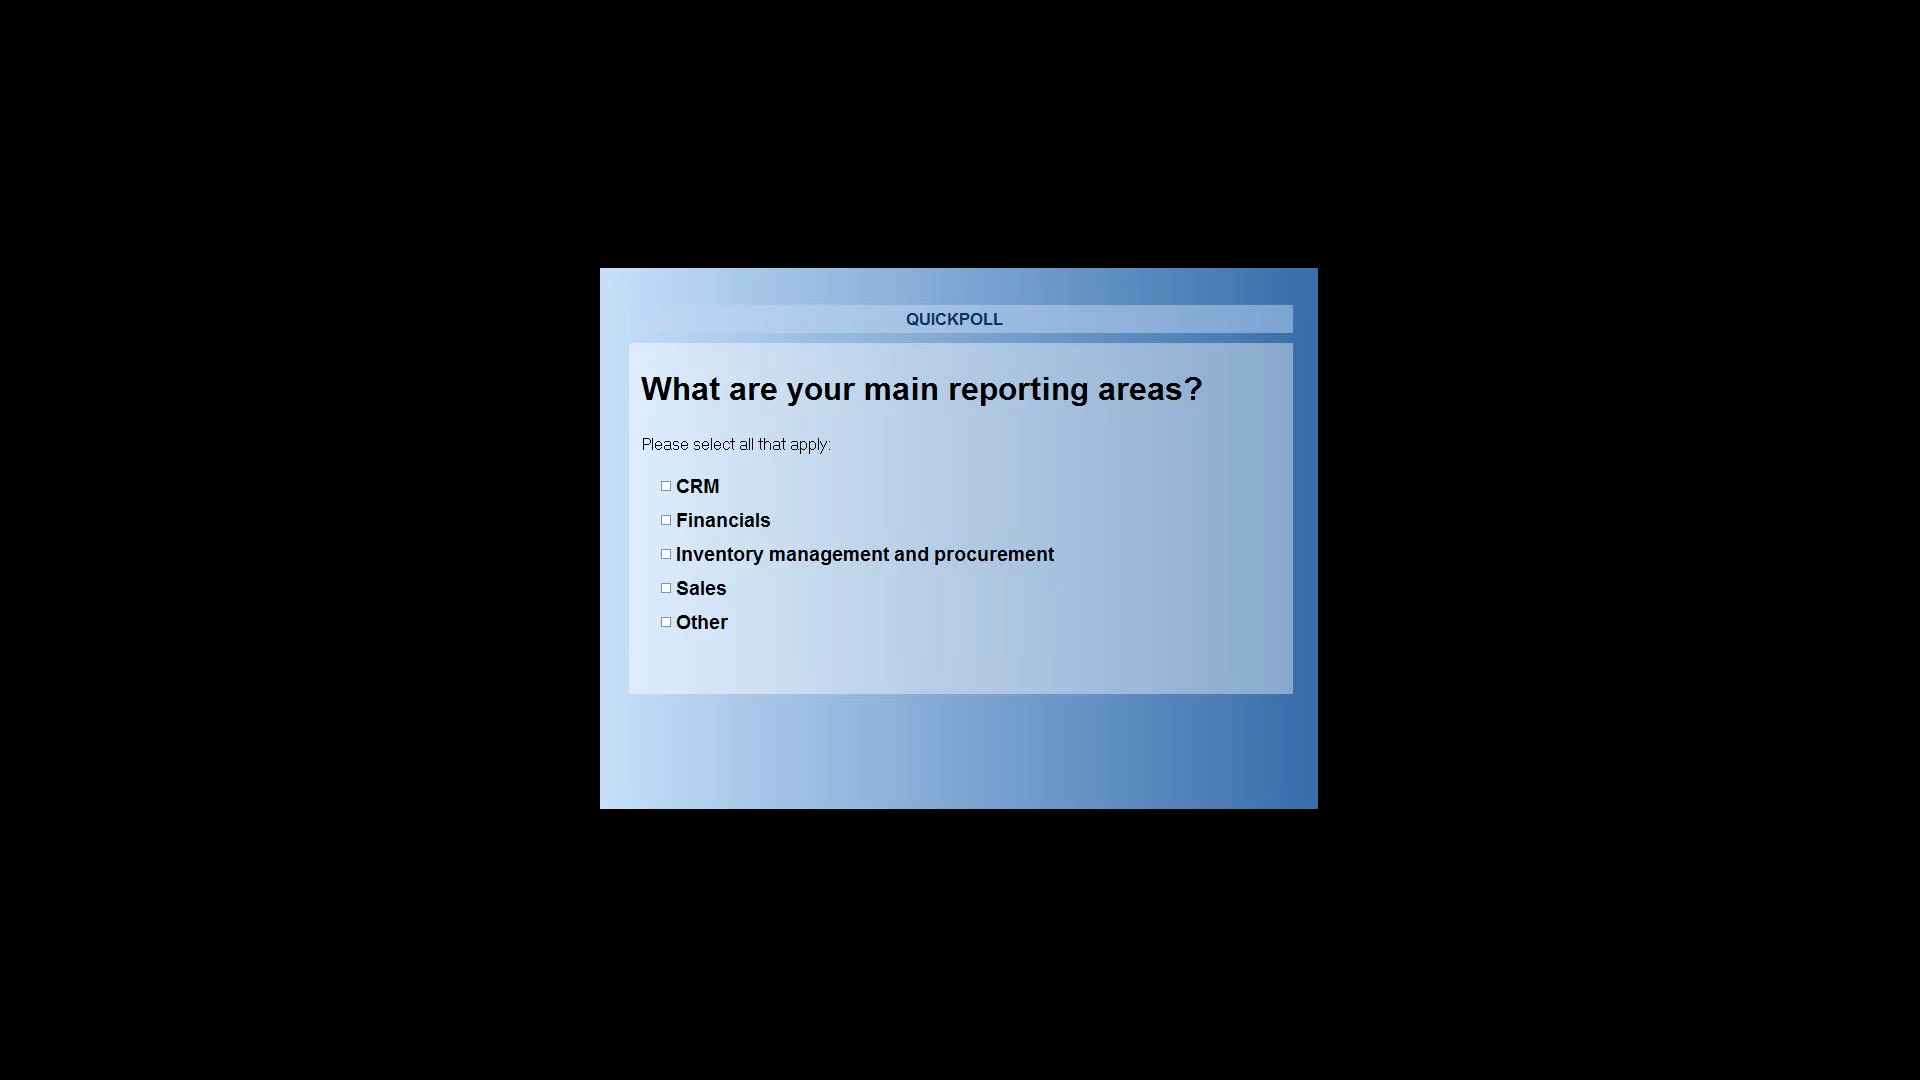 QUICKPOLL
What are your main reporting areas?
Please select all that apply:
CRM
Financials
Inventory management and procurement
Sales
Other